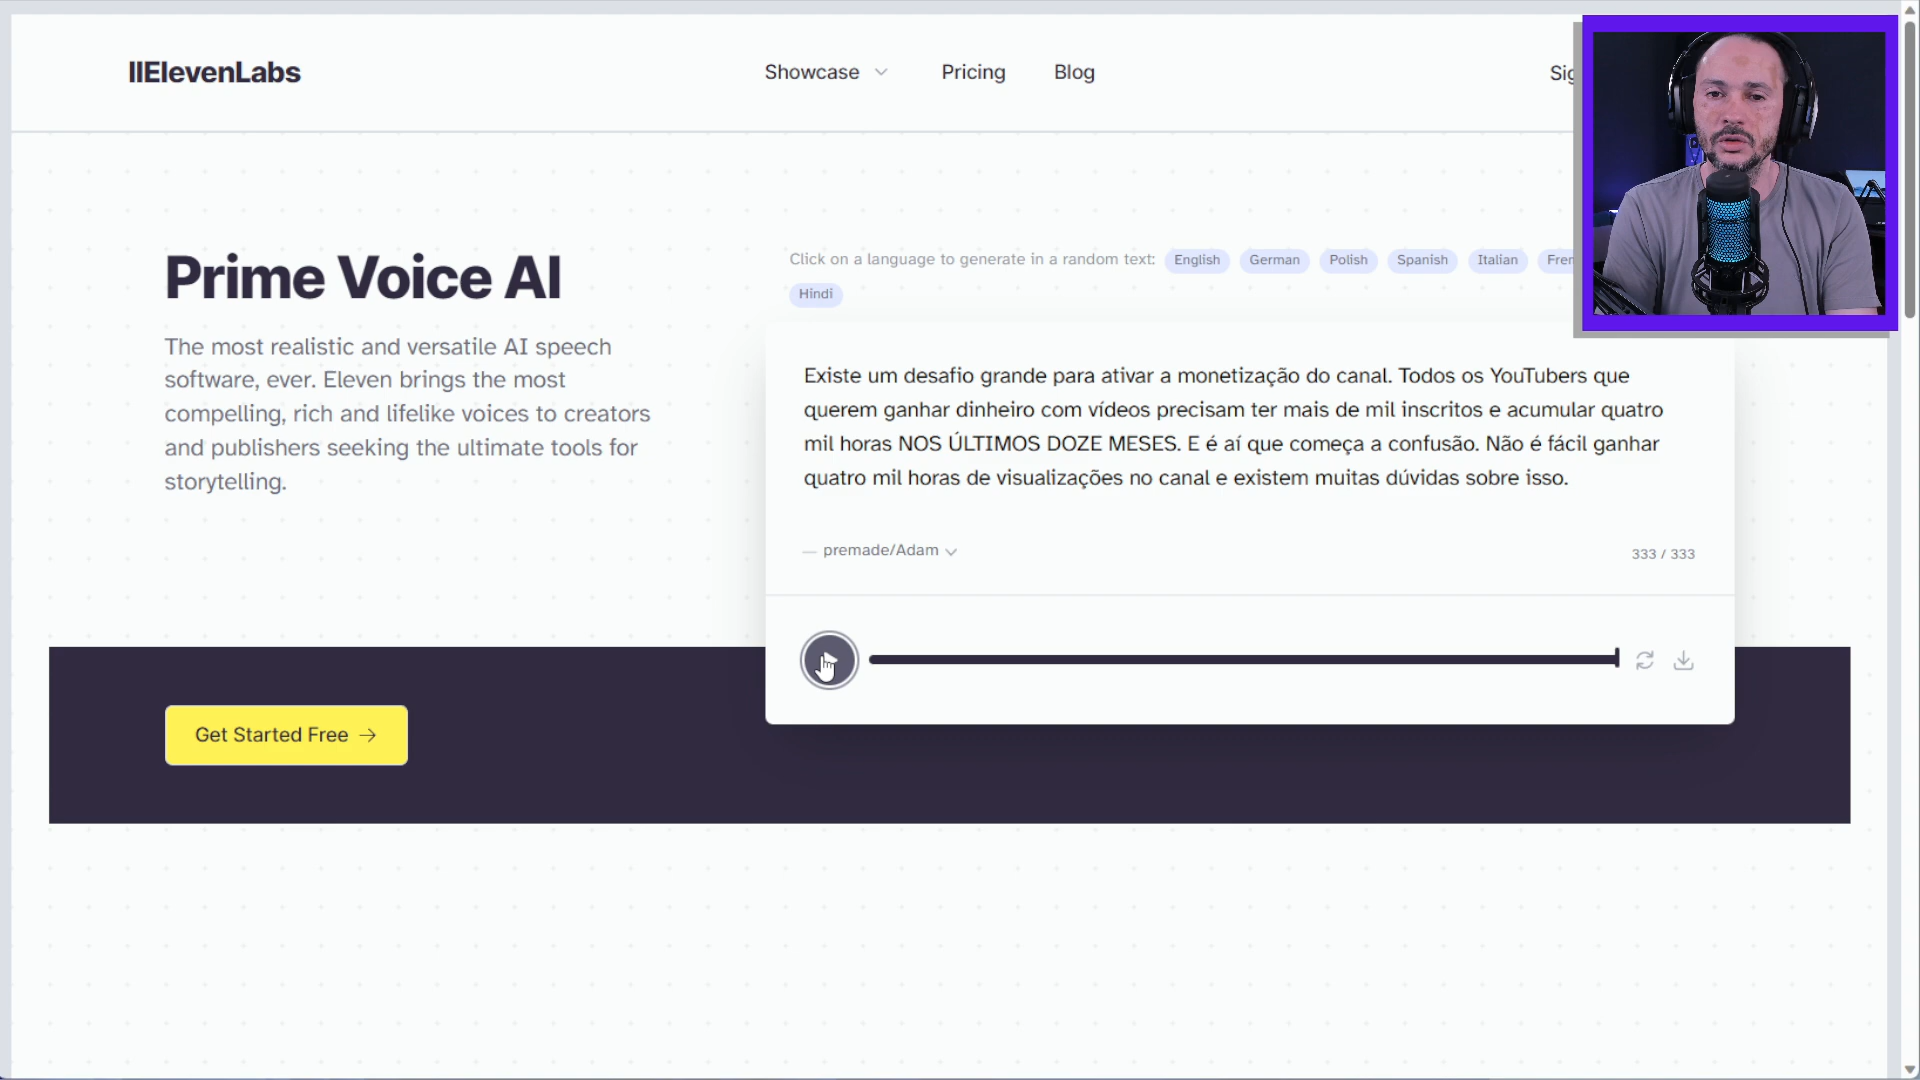 IIElevenLabs
Showcase
Pricing
Blog
Prime Voice AI
The most realistic and versatile AI speech
software, ever. Eleven brings the most
compelling, rich and lifelike voices to creators
and publishers seeking the ultimate tools for
storytelling.
Get Started Free →
Click on a language to generate in a random text: English German Polish Spanish Italian
Hindi
Existe um desafio grande para ativar a monetização do canal. Todos os YouTubers que
querem ganhar dinheiro com vídeos precisam ter mais de mil inscritos e acumular quatro
mil horas NOS ÚLTIMOS DOZE MESES. E é aí que começa a confusão. Não é fácil ganhar
quatro mil horas de visualizações no canal e existem muitas dúvidas sobre isso.
— premade/Adam
333 / 333